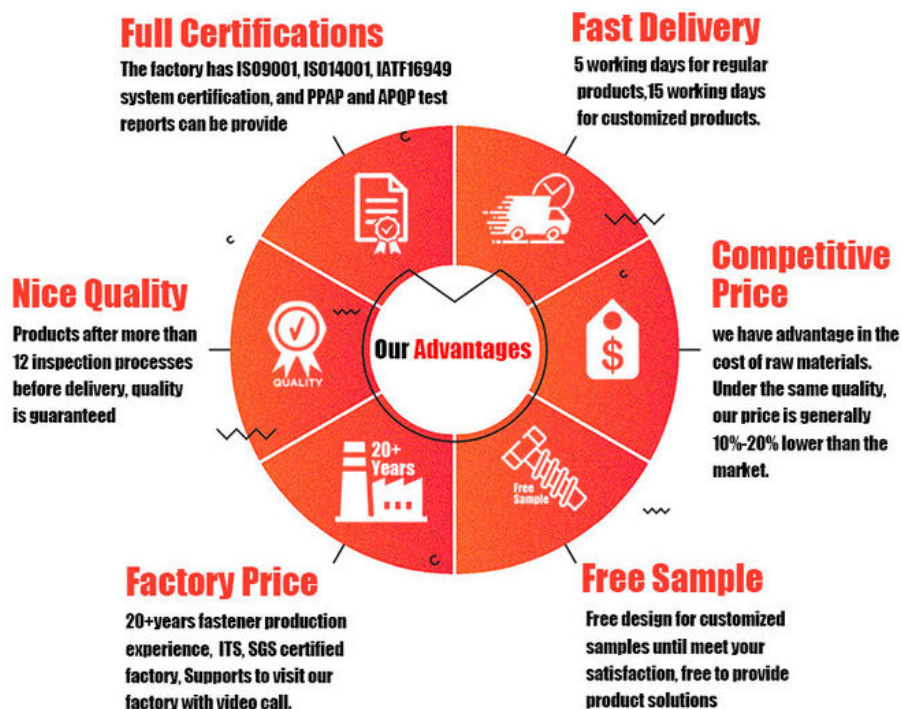 Full Certifications
The factory has ISO9001, ISO14001, IATF16949
system certification, and PPAP and APQP test
reports can be provide
Fast Delivery
5 working days for regular
products,15 working days
for customized products.
Nice Quality
Products after more than
12 inspection processes
before delivery, quality
is guaranteed
QUALITY
Our Advantages
$
Competitive
Price
we have advantage in the
cost of raw materials.
Under the same quality,
our price is generally
10%-20% lower than the
market.
20+
Years
Free
Sample
Factory Price
20+years fastener production
experience, ITS, SGS certified
factory, Supports to visit our
factory with video call.
Free Sample
Free design for customized
samples until meet your
satisfaction, free to provide
product solutions